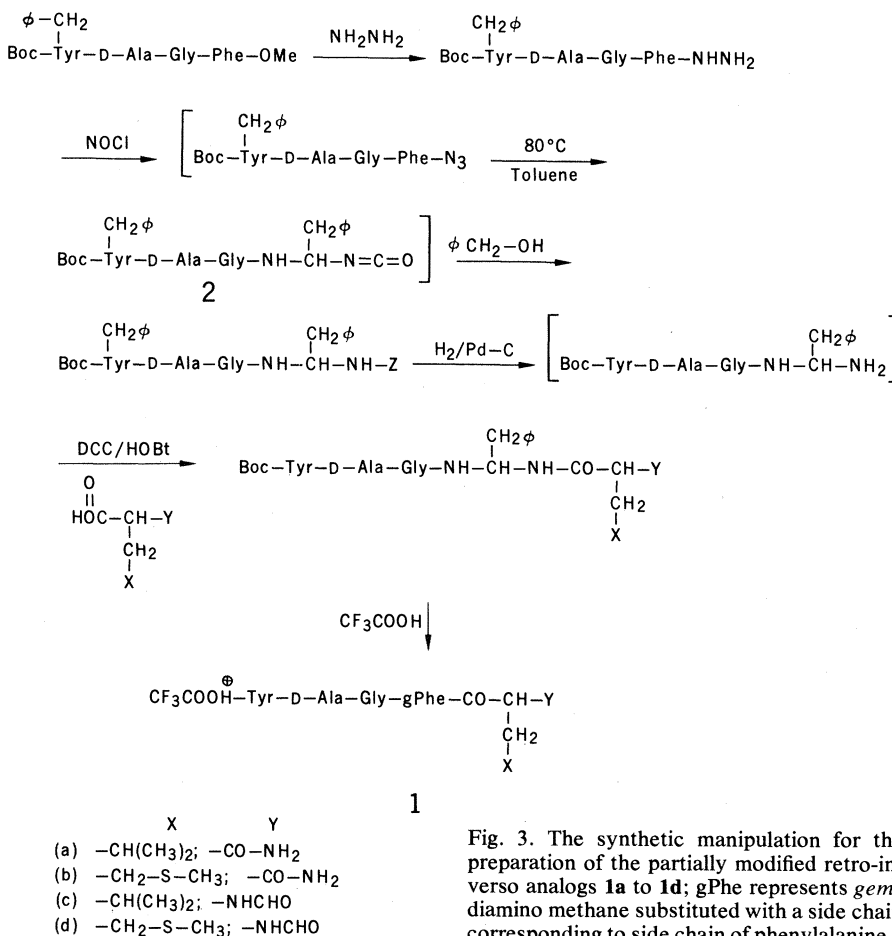 ϕ–CH2
Boc–Tyr–D–Ala–Gly–Phe–OMe
NH2NH2
CH2ϕ
Boc–Tyr–D–Ala–Gly–Phe–NHNH2
NOCl
CH2ϕ
Boc–Tyr–D–Ala–Gly–Phe–N3
80°C
Toluene
CH2ϕ CH2ϕ
Boc–Tyr–D–Ala–Gly–NH–CH–N=C=O
2
ϕ CH2–OH
CH2ϕ CH2ϕ
Boc–Tyr–D–Ala–Gly–NH–CH–NH–Z
H2/Pd–C
CH2ϕ
Boc–Tyr–D–Ala–Gly–NH–CH–NH2
DCC/HOBt
O
HOC–CH–Y
CH2
X
CH2ϕ
Boc–Tyr–D–Ala–Gly–NH–CH–NH–CO–CH–Y
CH2
X
CF3COOH
⊕
CF3COOH–Tyr–D–Ala–Gly–gPhe–CO–CH–Y
CH2
X
1
X Y
(a) –CH(CH3)2; –CO–NH2
(b) –CH2–S–CH3; –CO–NH2
(c) –CH(CH3)2; –NHCHO
(d) –CH2–S–CH3; –NHCHO
Fig. 3. The synthetic manipulation for th
preparation of the partially modified retro-in
verso analogs 1a to 1d; gPhe represents gem
diamino methane substituted with a side chai
corresponding to side chain of phenylalanine